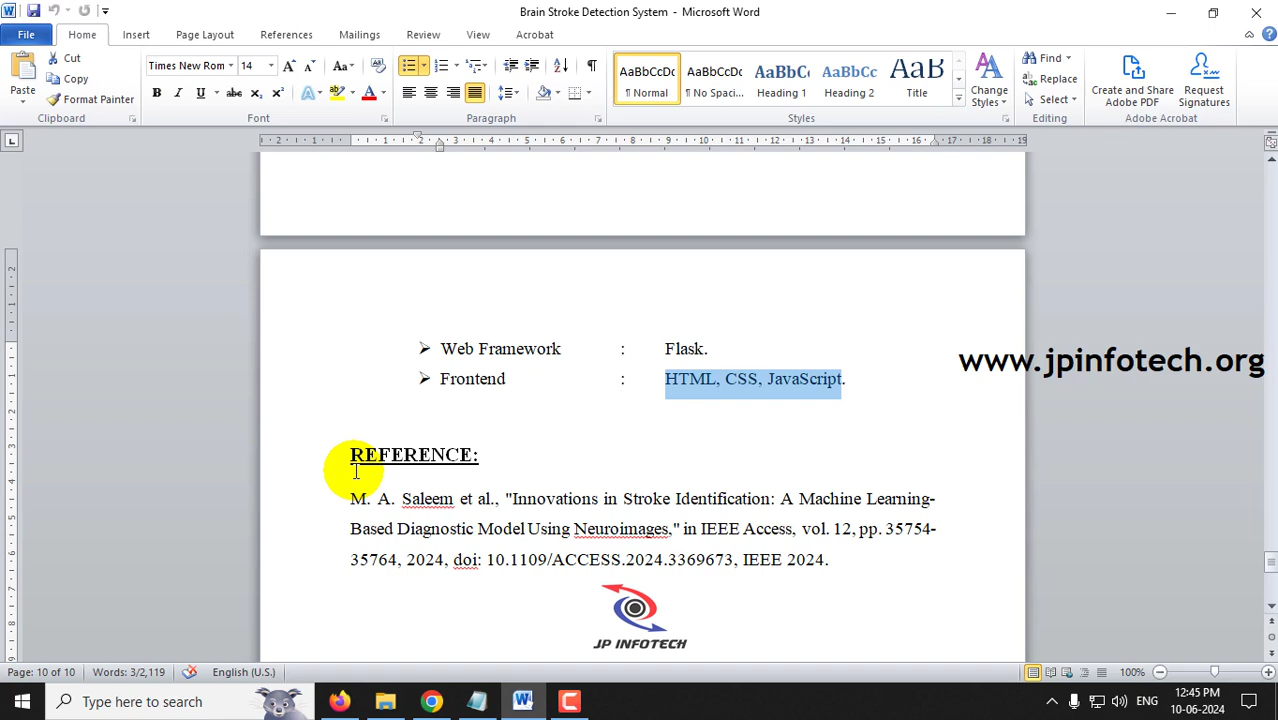 Brain Stroke Detection System - Microsoft Word
File Home Insert Page Layout References Mailings Review View Acrobat
Paste
Cut
Copy
Format Painter
Clipboard
Times New Rom 14
Font
Paragraph
AaBbCcDc
¶ Normal
AaBbCcDc
¶ No Spaci...
AaBbC
Heading 1
AaBbCc
Heading 2
AaB
Title
Change Styles
Styles
Find
Replace
Select
Editing
Create and Share Adobe PDF
Request Signatures
Adobe Acrobat
Web Framework : Flask.
Frontend : HTML, CSS, JavaScript.
www.jpinfotech.org
REFERENCE:
M. A. Saleem et al., "Innovations in Stroke Identification: A Machine Learning-
Based Diagnostic Model Using Neuroimages," in IEEE Access, vol. 12, pp. 35754-
35764, 2024, doi: 10.1109/ACCESS.2024.3369673, IEEE 2024.
JP INFOTECH
Page: 10 of 10 Words: 3/2,119 English (U.S.) 100%
Type here to search
ENG
12:45 PM
10-06-2024